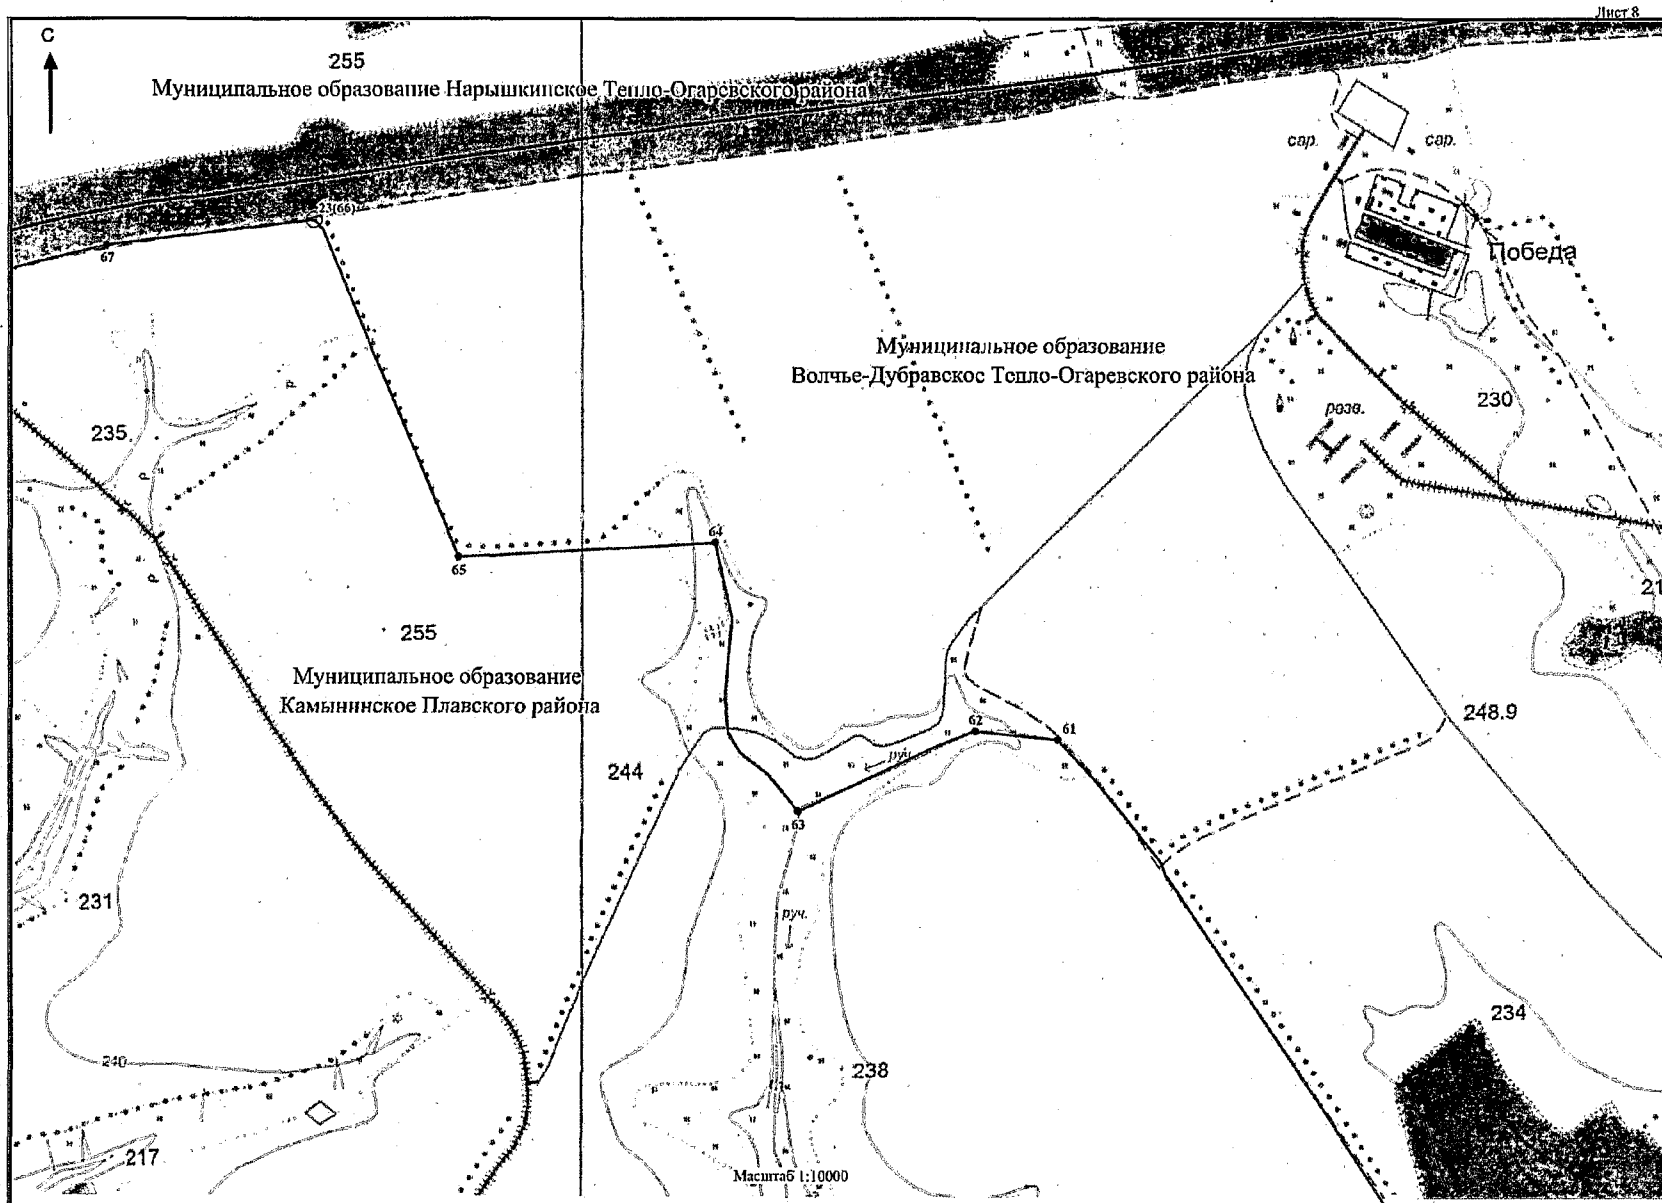 Лист 8
С
255
Муниципальное образование Нарышкинское Тепло-Огаревского района
сар.
сар.
23(66)
67
Победа
Муниципальное образование
Волчье-Дубравское Тепло-Огаревского района
230
235
р
разв.
р
64
65
р
21
255
Муниципальное образование
Камынинское Плавского района
248.9
62
61
руч.
244
63
231
руч.
234
240
238
217
Масштаб 1:10000